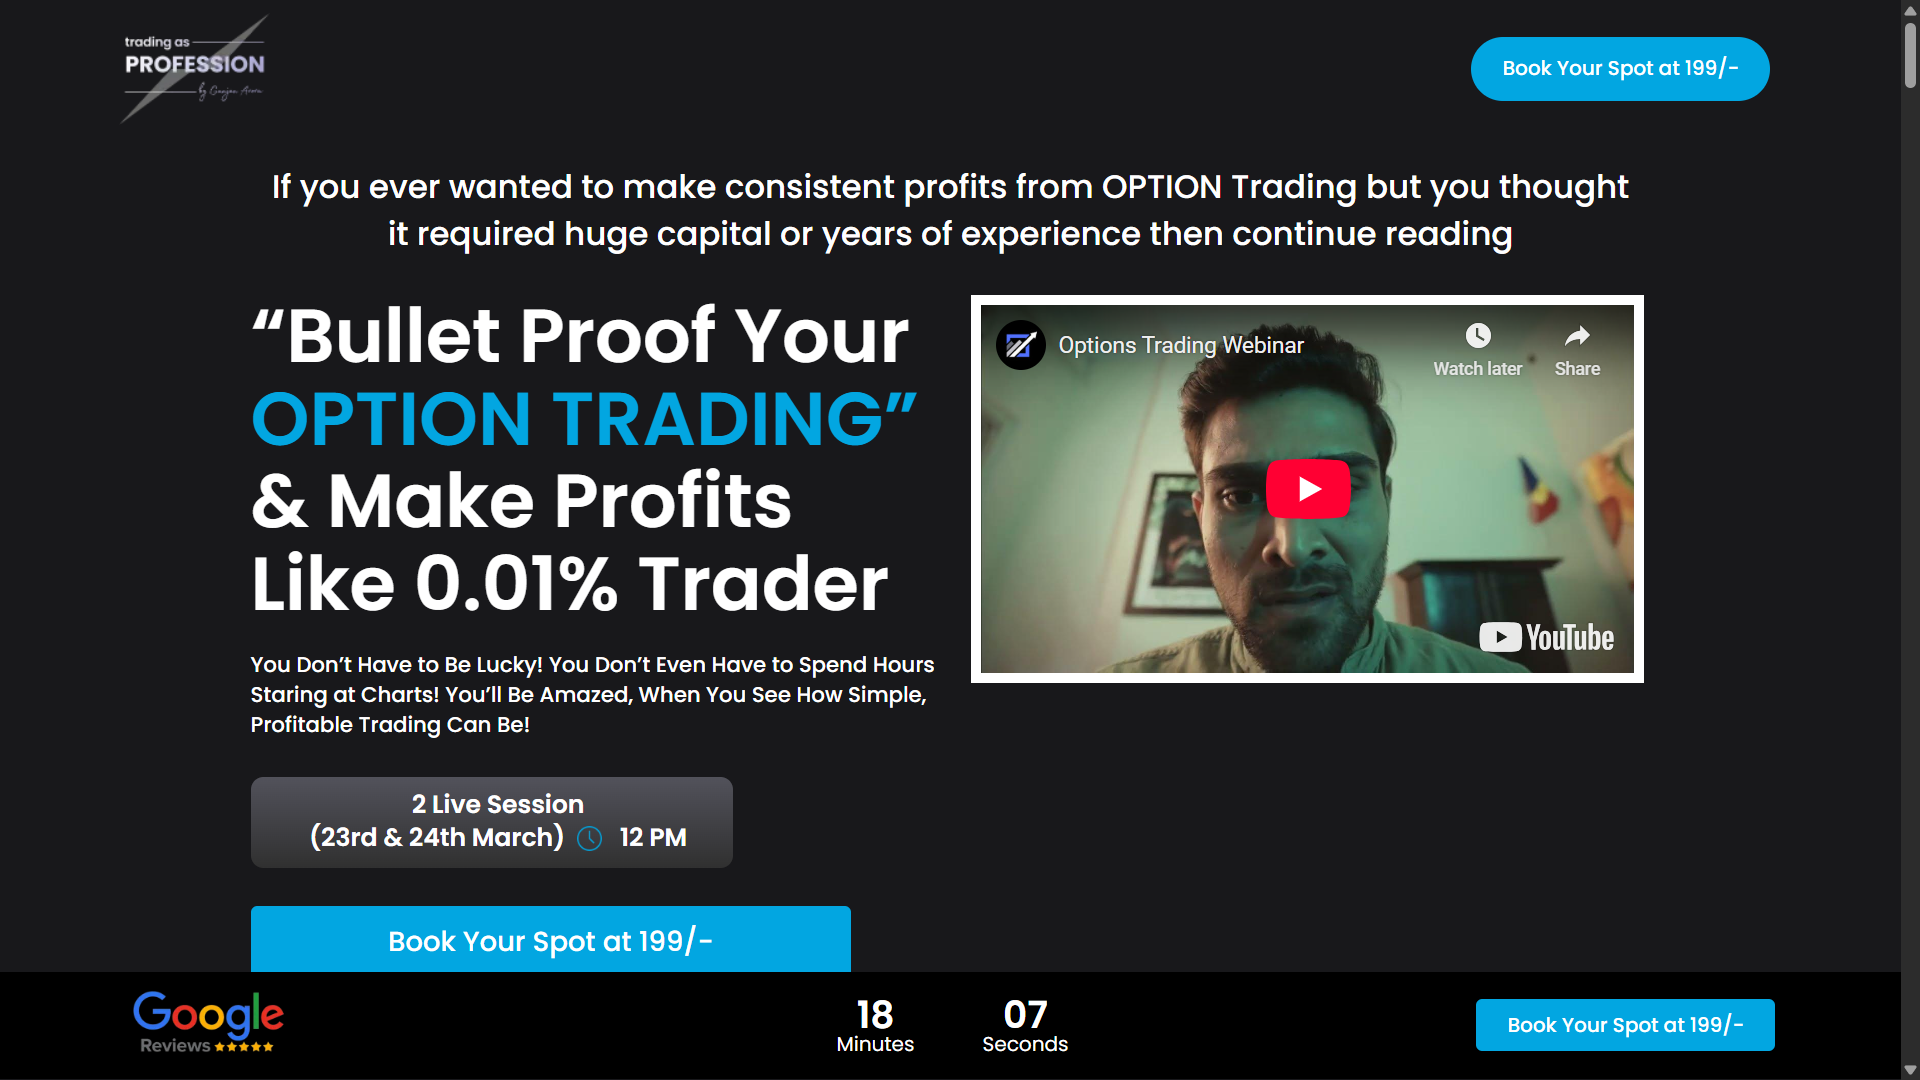 trading as
PROFESSION
by Gunjan Arora
Book Your Spot at 199/-
If you ever wanted to make consistent profits from OPTION Trading but you thought
it required huge capital or years of experience then continue reading
“Bullet Proof Your
OPTION TRADING”
& Make Profits
Like 0.01% Trader
Options Trading Webinar
Watch later
Share
YouTube
You Don’t Have to Be Lucky! You Don’t Even Have to Spend Hours
Staring at Charts! You’ll Be Amazed, When You See How Simple,
Profitable Trading Can Be!
2 Live Session
(23rd & 24th March) 12 PM
Book Your Spot at 199/-
Google
Reviews
18 07
Minutes Seconds
Book Your Spot at 199/-